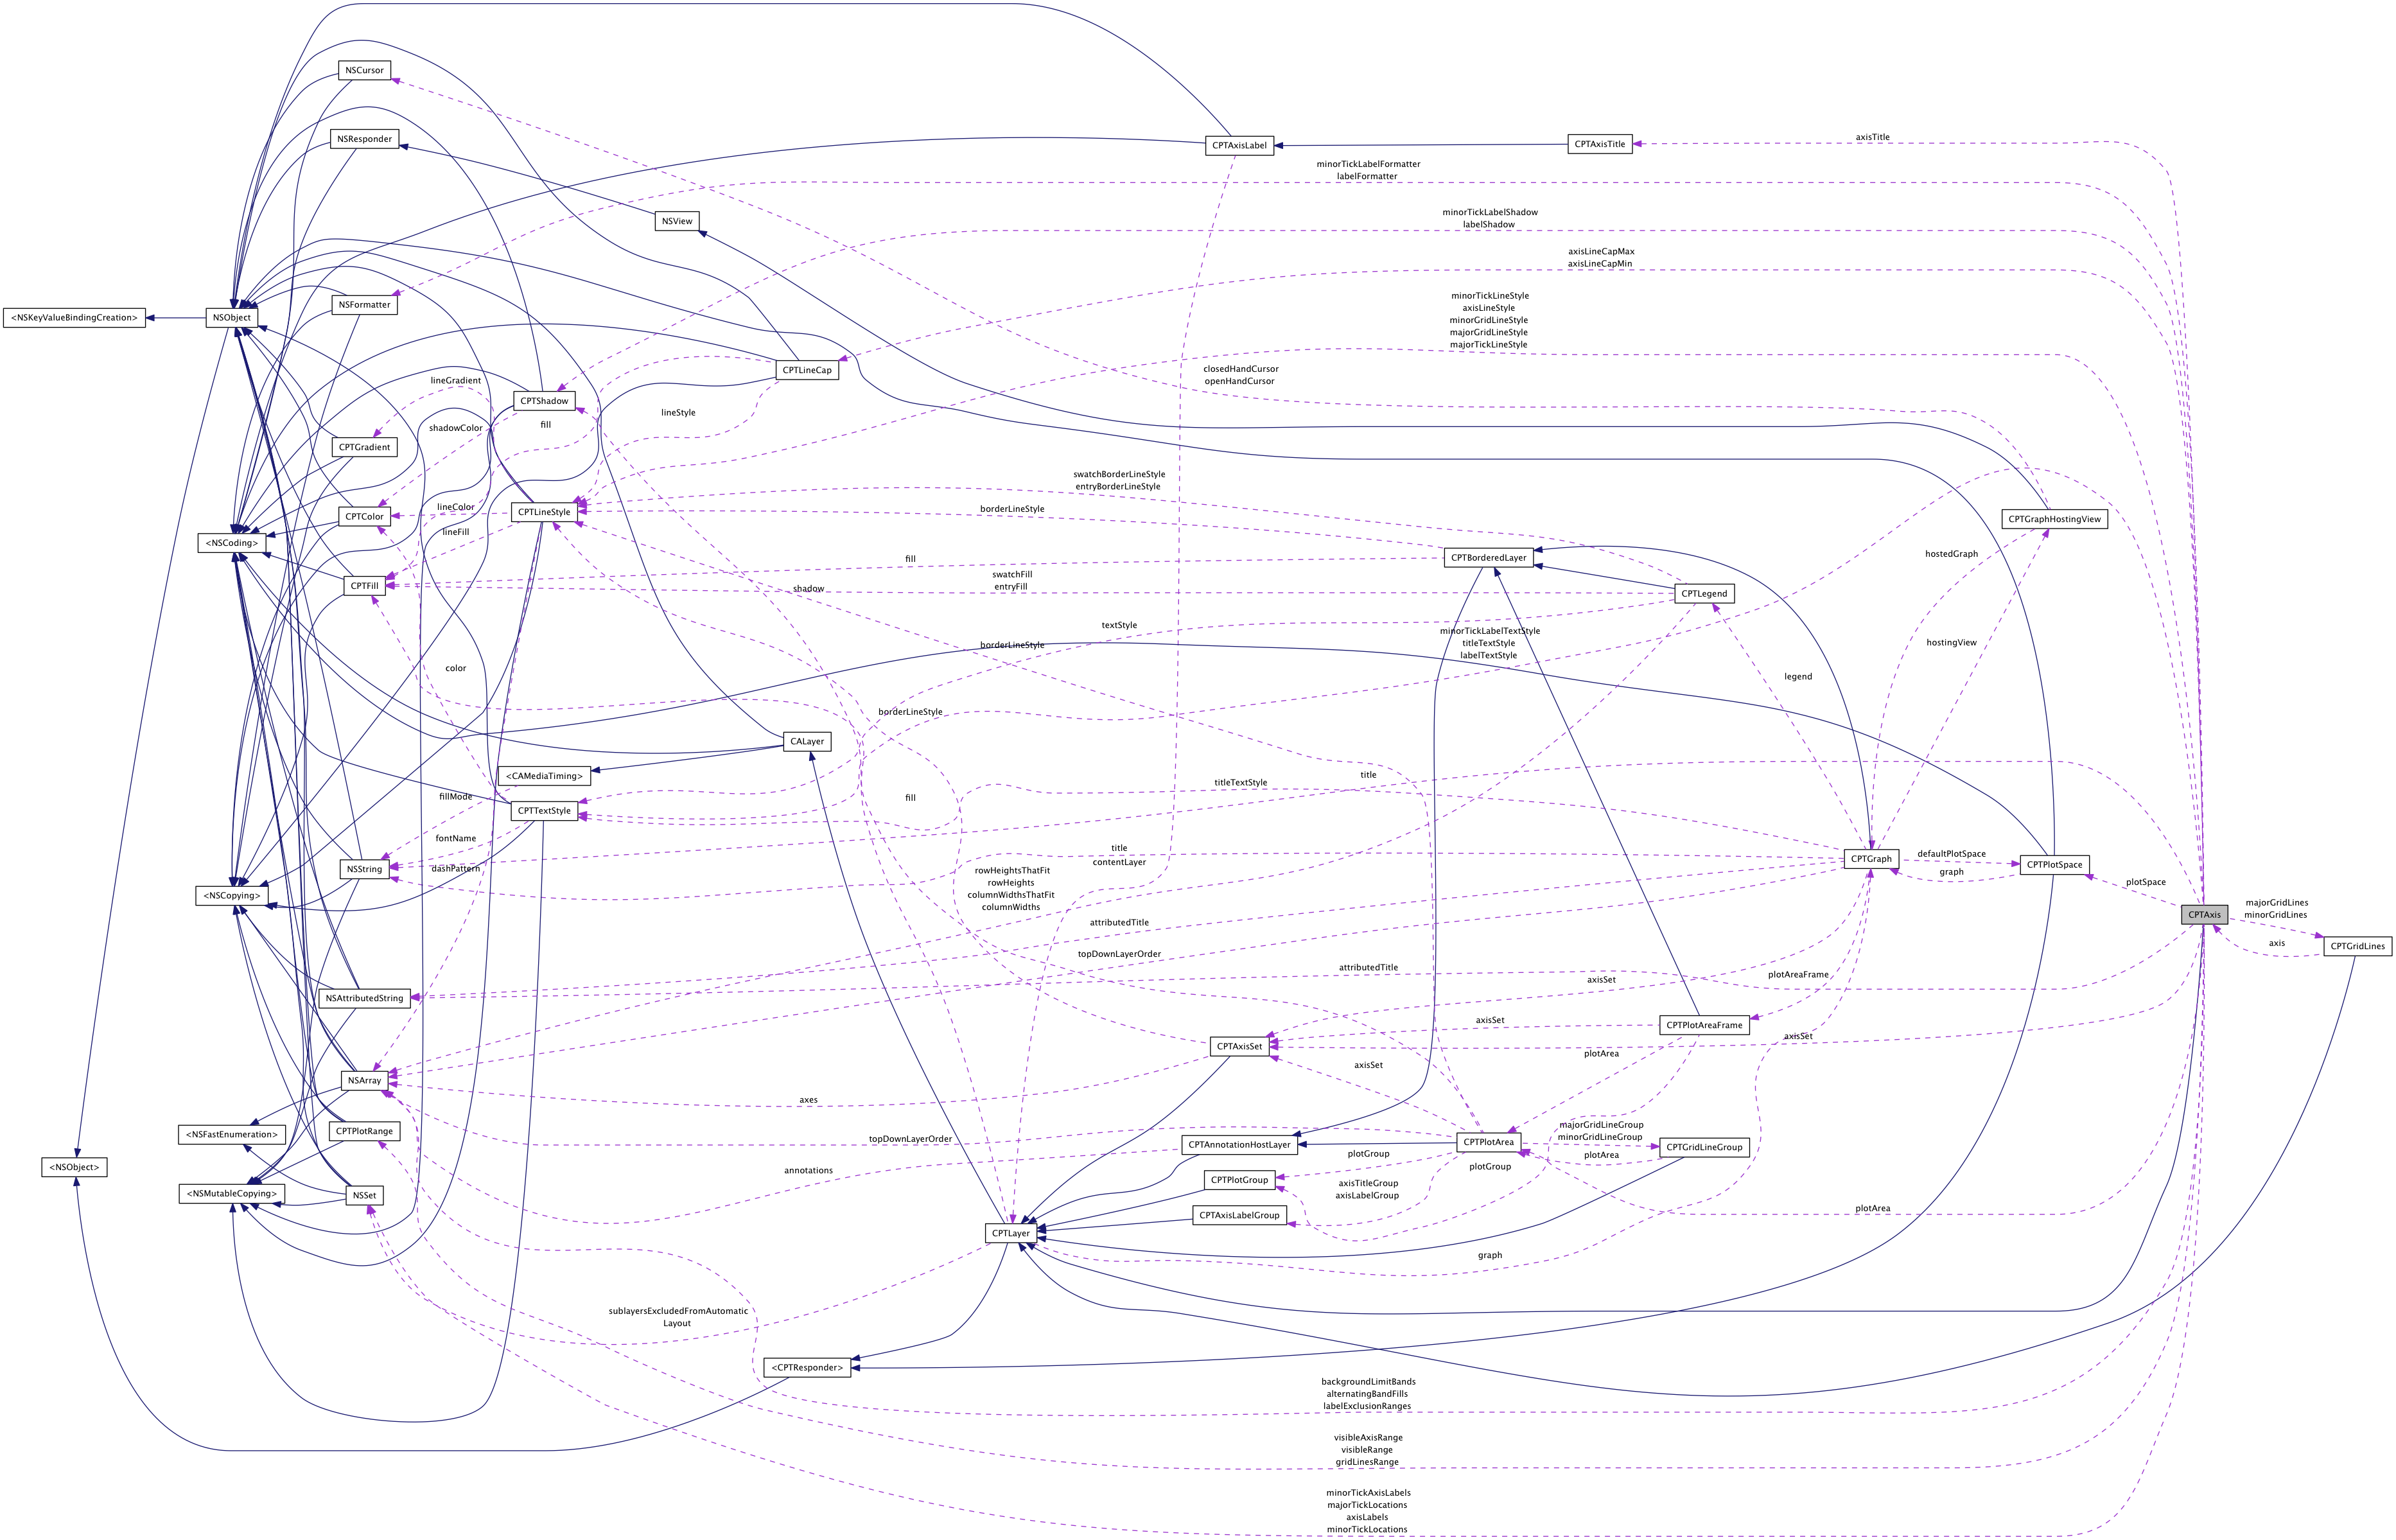 NSCursor
NSResponder
CPTAxisLabel
CPTAxisTitle
axisTitle
minorTickLabelFormatter
labelFormatter
NSView
minorTickLabelShadow
labelShadow
axisLineCapMax
axisLineCapMin
<NSKeyValueBindingCreation>
NSObject
NSFormatter
minorTickLineStyle
axisLineStyle
minorGridLineStyle
majorGridLineStyle
majorTickLineStyle
CPTLineCap
closedHandCursor
openHandCursor
lineGradient
CPTShadow
lineStyle
shadowColor
fill
CPTGradient
swatchBorderLineStyle
entryBorderLineStyle
lineColor
CPTColor
CPTLineStyle
borderLineStyle
CPTGraphHostingView
lineFill
<NSCoding>
CPTBorderedLayer
hostedGraph
fill
CPTFill
shadow
swatchFill
entryFill
CPTLegend
textStyle
borderLineStyle
minorTickLabelTextStyle
titleTextStyle
labelTextStyle
hostingView
color
legend
borderLineStyle
CALayer
<CAMediaTiming>
title
titleTextStyle
fillMode
fill
CPTTextStyle
fontName
title
contentLayer
CPTGraph
defaultPlotSpace
CPTPlotSpace
graph
NSString
dashPattern
rowHeightsThatFit
rowHeights
columnWidthsThatFit
columnWidths
plotSpace
<NSCopying>
CPTAxis
majorGridLines
minorGridLines
attributedTitle
axis
CPTGridLines
topDownLayerOrder
attributedTitle
plotAreaFrame
axisSet
NSAttributedString
axisSet
CPTPlotAreaFrame
CPTAxisSet
axisSet
plotArea
axisSet
NSArray
axes
<NSFastEnumeration>
CPTPlotRange
topDownLayerOrder
CPTAnnotationHostLayer
CPTPlotArea
majorGridLineGroup
minorGridLineGroup
CPTGridLineGroup
plotGroup
plotArea
<NSObject>
annotations
plotGroup
CPTPlotGroup
axisTitleGroup
axisLabelGroup
<NSMutableCopying>
NSSet
CPTAxisLabelGroup
plotArea
CPTLayer
graph
sublayersExcludedFromAutomatic
Layout
<CPTResponder>
backgroundLimitBands
alternatingBandFills
labelExclusionRanges
visibleAxisRange
visibleRange
gridLinesRange
minorTickAxisLabels
majorTickLocations
axisLabels
minorTickLocations